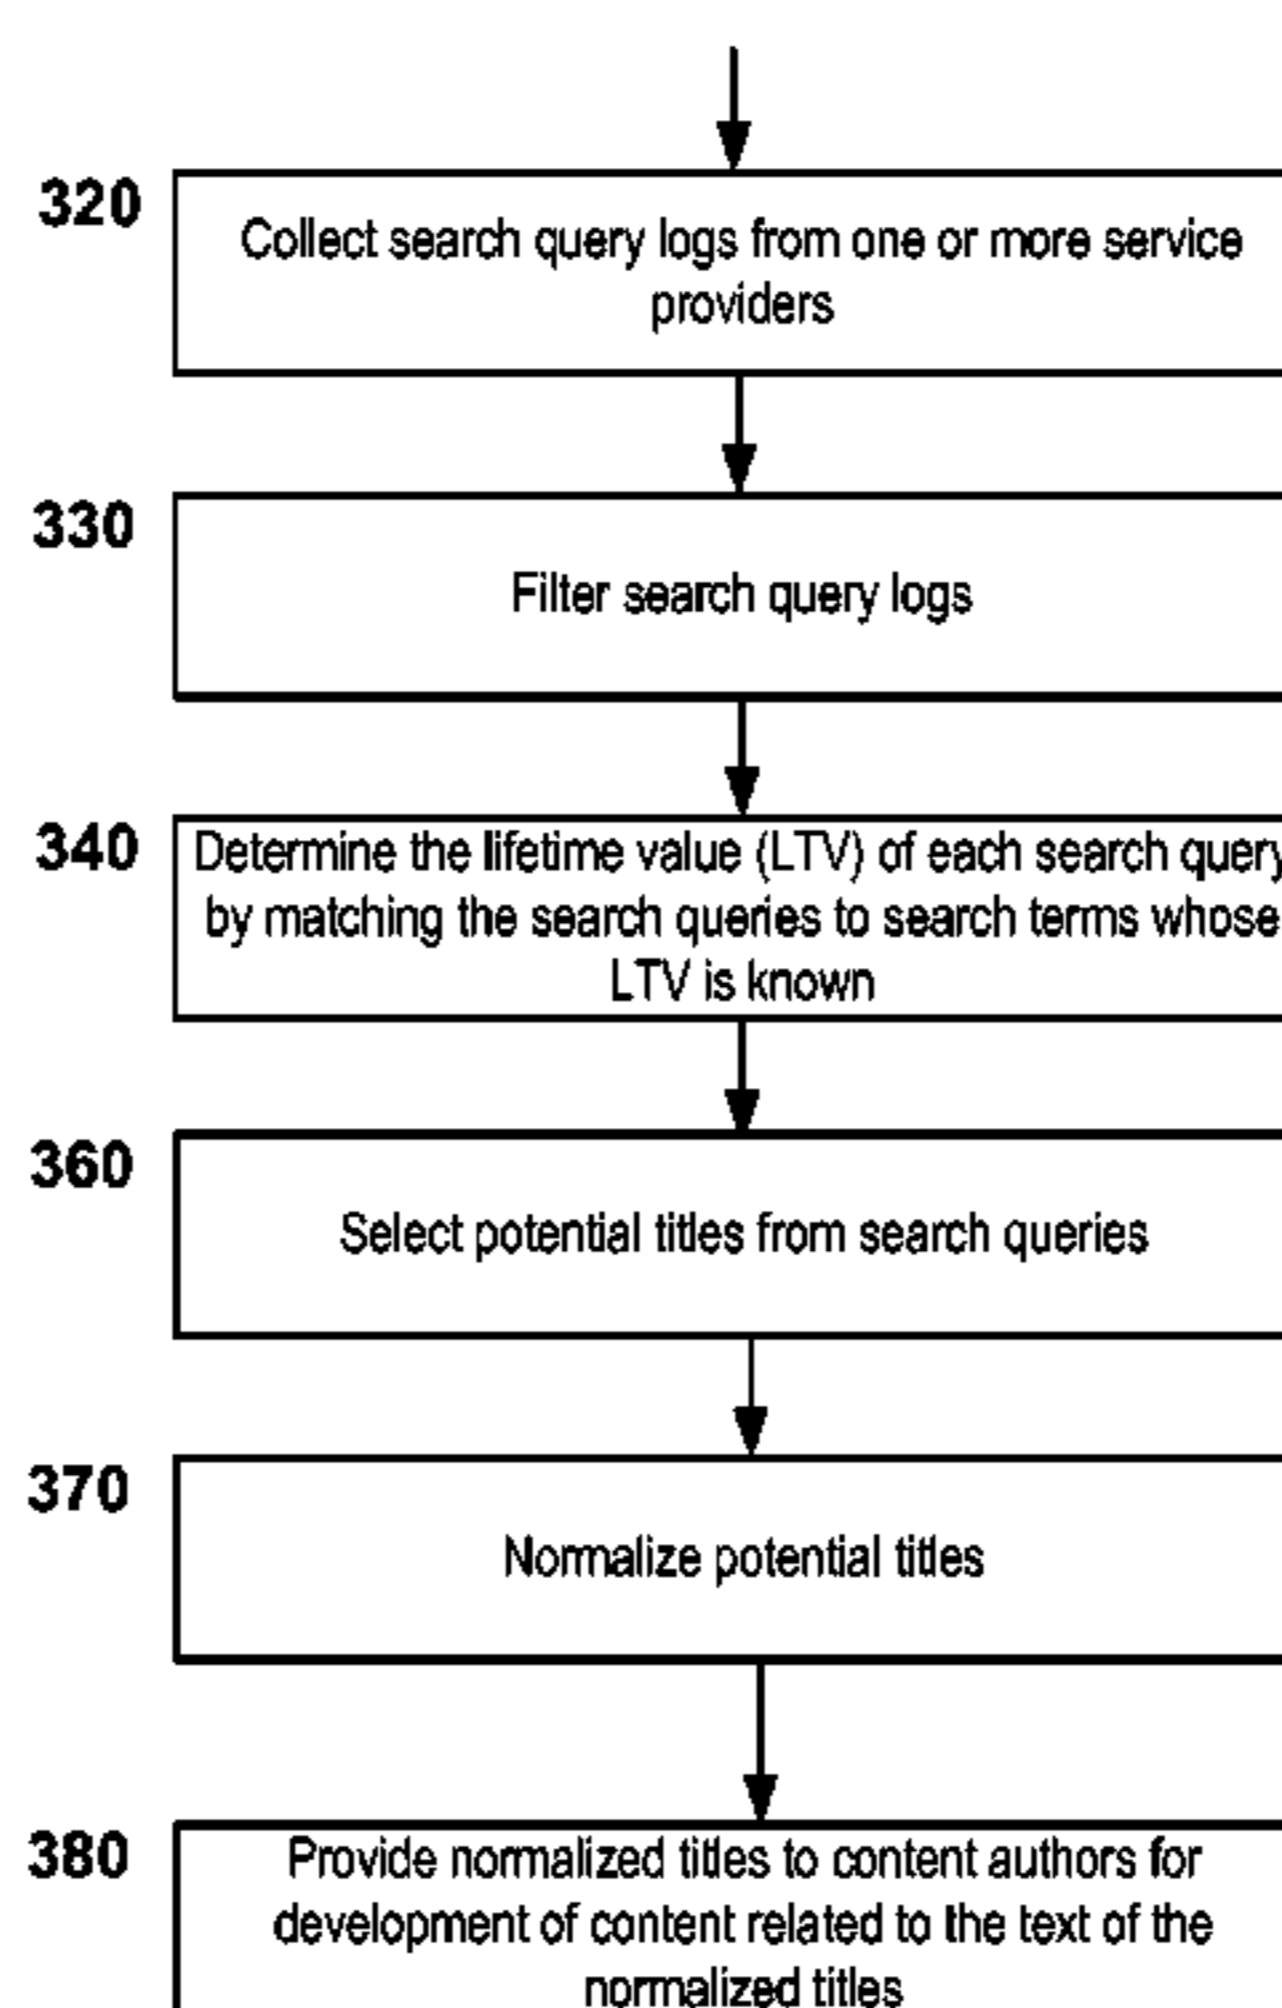 320
Collect search query logs from one or more service
providers
330
Filter search query logs
340
Determine the lifetime value (LTV) of each search query
by matching the search queries to search terms whose
LTV is known
360
Select potential titles from search queries
370
Normalize potential titles
380
Provide normalized titles to content authors for
development of content related to the text of the
normalized titles